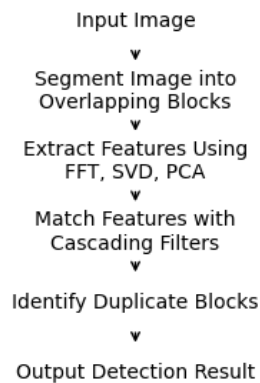 Input Image
Segment Image into
Overlapping Blocks
Extract Features Using
FFT, SVD, PCA
Match Features with
Cascading Filters
Identify Duplicate Blocks
Output Detection Result